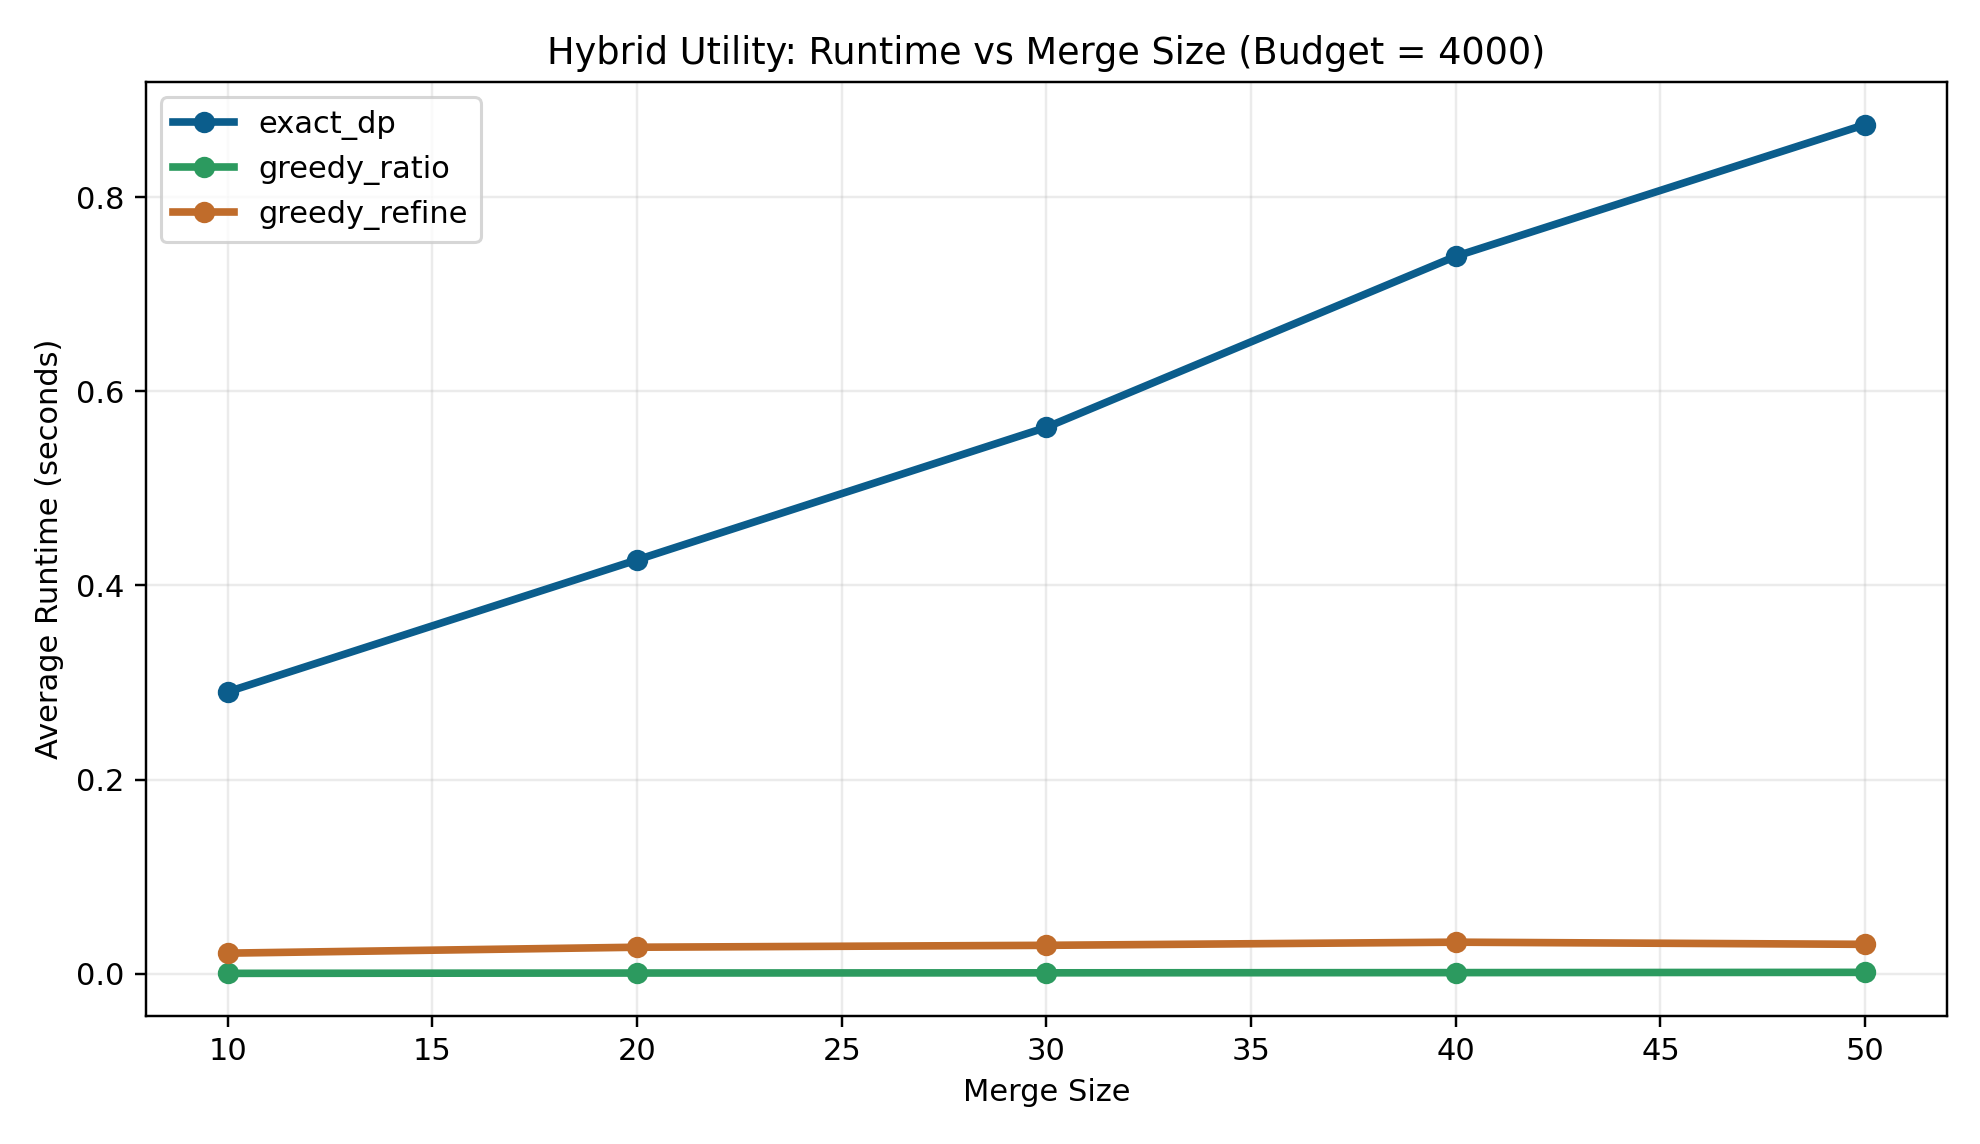 Hybrid Utility: Runtime vs Merge Size (Budget = 4000)
exact_dp
greedy_ratio
greedy_refine
Average Runtime (seconds)
0.8
0.6
0.4
0.2
0.0
10 15 20 25 30 35 40 45 50
Merge Size